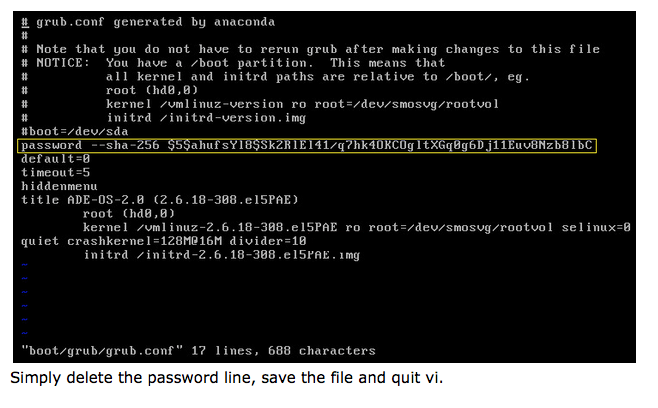 # grub.conf generated by anaconda
#
# Note that you do not have to rerun grub after making changes to this file
# NOTICE:  You have a /boot partition.  This means that
#          all kernel and initrd paths are relative to /boot/, eg.
#          root (hd0,0)
#          kernel /vmlinuz-version ro root=/dev/smosvg/rootvol
#          initrd /initrd-version.img
#boot=/dev/sda
password --sha-256 $5$ahufsYl8$Sk2RlEl41/q7hk4OKCOgltXGq0g6Dj11Euv8Nzb8lbC
default=0
timeout=5
hiddenmenu
title ADE-OS-2.0 (2.6.18-308.el5PAE)
        root (hd0,0)
        kernel /vmlinuz-2.6.18-308.el5PAE ro root=/dev/smosvg/rootvol selinux=0
quiet crashkernel=128M@16M divider=10
        initrd /initrd-2.6.18-308.el5PAE.img
~
~
~
~
~
"boot/grub/grub.conf" 17 lines, 688 characters
Simply delete the password line, save the file and quit vi.